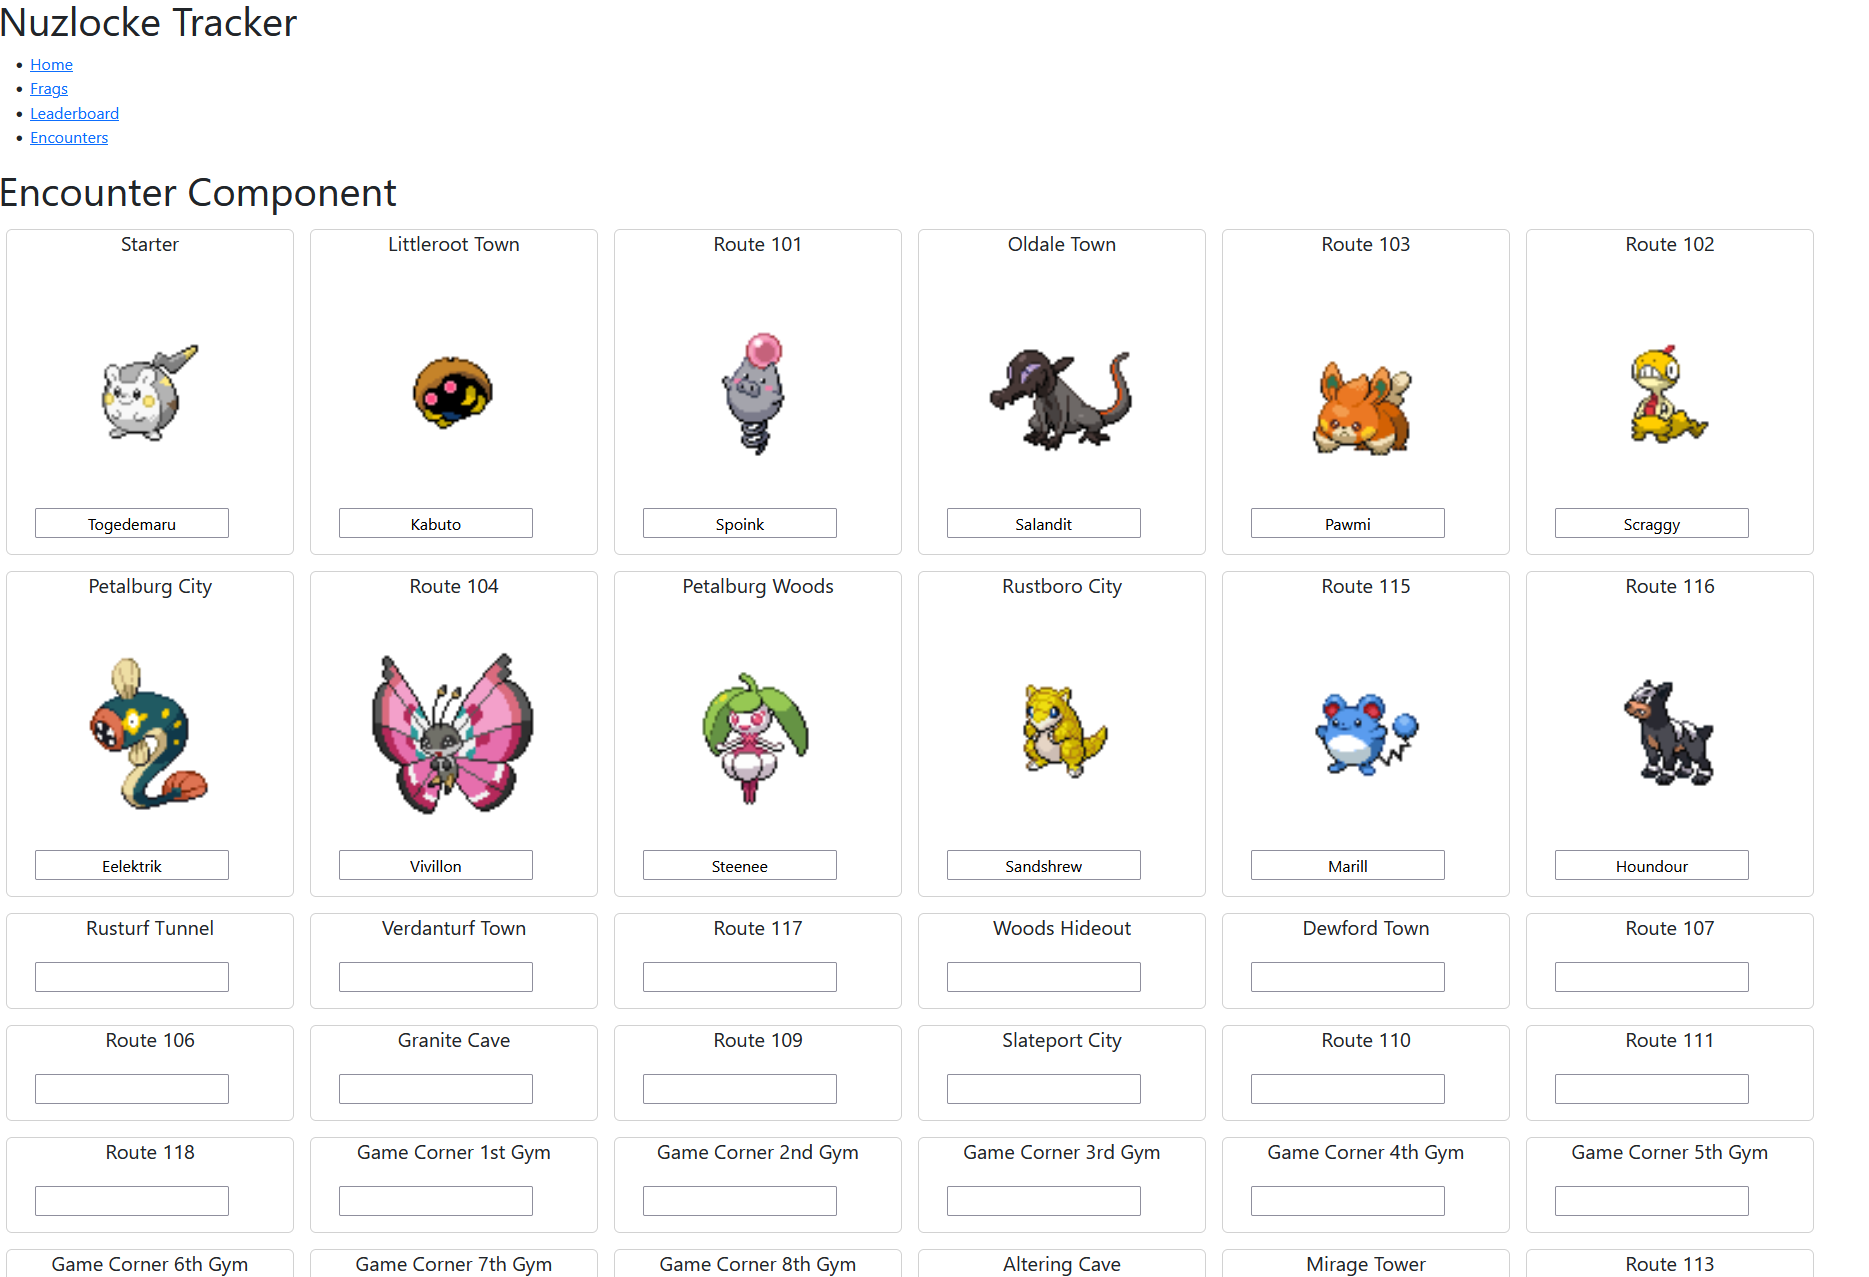 Nuzlocke Tracker
Home
Frags
Leaderboard
Encounters
Encounter Component
Starter
Littleroot Town
Route 101
Oldale Town
Route 103
Route 102
Togedemaru
Kabuto
Spoink
Salandit
Pawmi
Scraggy
Petalburg City
Route 104
Petalburg Woods
Rustboro City
Route 115
Route 116
Eelektrik
Vivillon
Steenee
Sandshrew
Marill
Houndour
Rusturf Tunnel
Verdanturf Town
Route 117
Woods Hideout
Dewford Town
Route 107
Route 106
Granite Cave
Route 109
Slateport City
Route 110
Route 111
Route 118
Game Corner 1st Gym
Game Corner 2nd Gym
Game Corner 3rd Gym
Game Corner 4th Gym
Game Corner 5th Gym
Game Corner 6th Gym
Game Corner 7th Gym
Game Corner 8th Gym
Altering Cave
Mirage Tower
Route 113